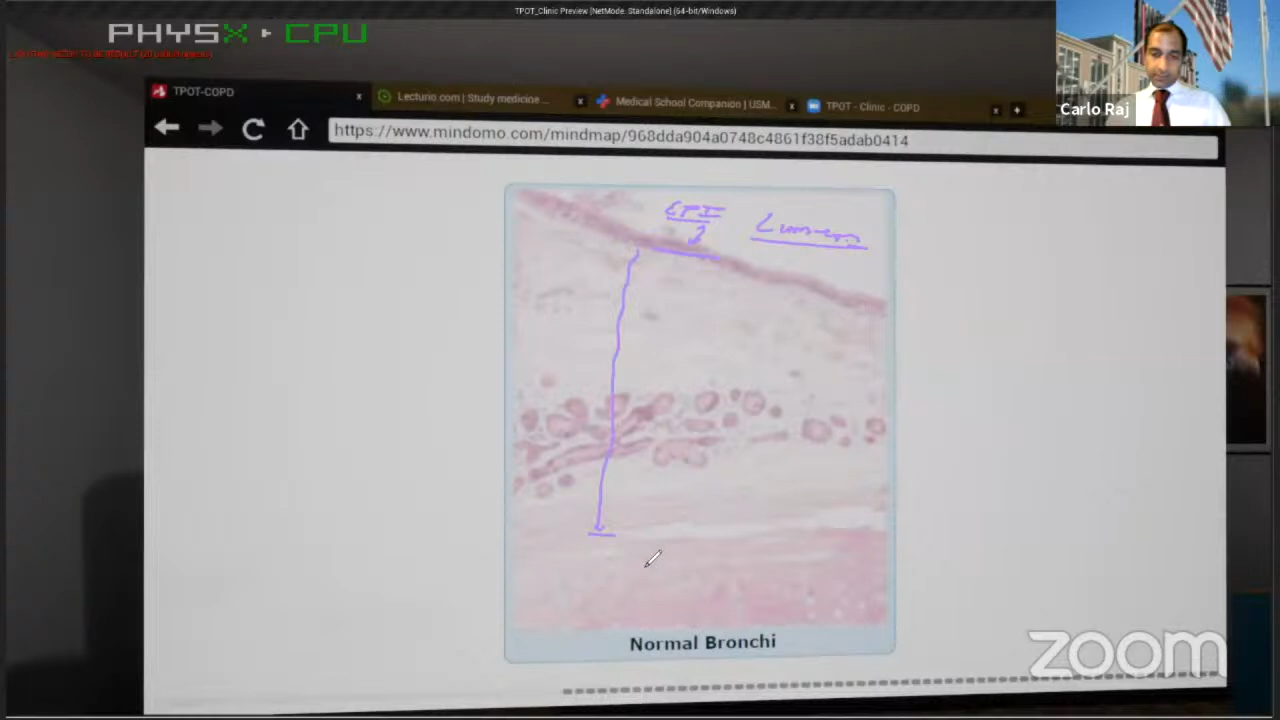 TPOT_Clinic Preview [NetMode: Standalone] (64-bit/Windows)
PHYSX ▸ CPU
Carlo Raj
TPOT-COPD x
Lecturio.com | Study medicine ... x
Medical School Companion | USM... x
TPOT - Clinic - COPD x +
https://www.mindomo.com/mindmap/968dda904a0748c4861f38f5adab0414
EPI
Lumen
Normal Bronchi
zoom